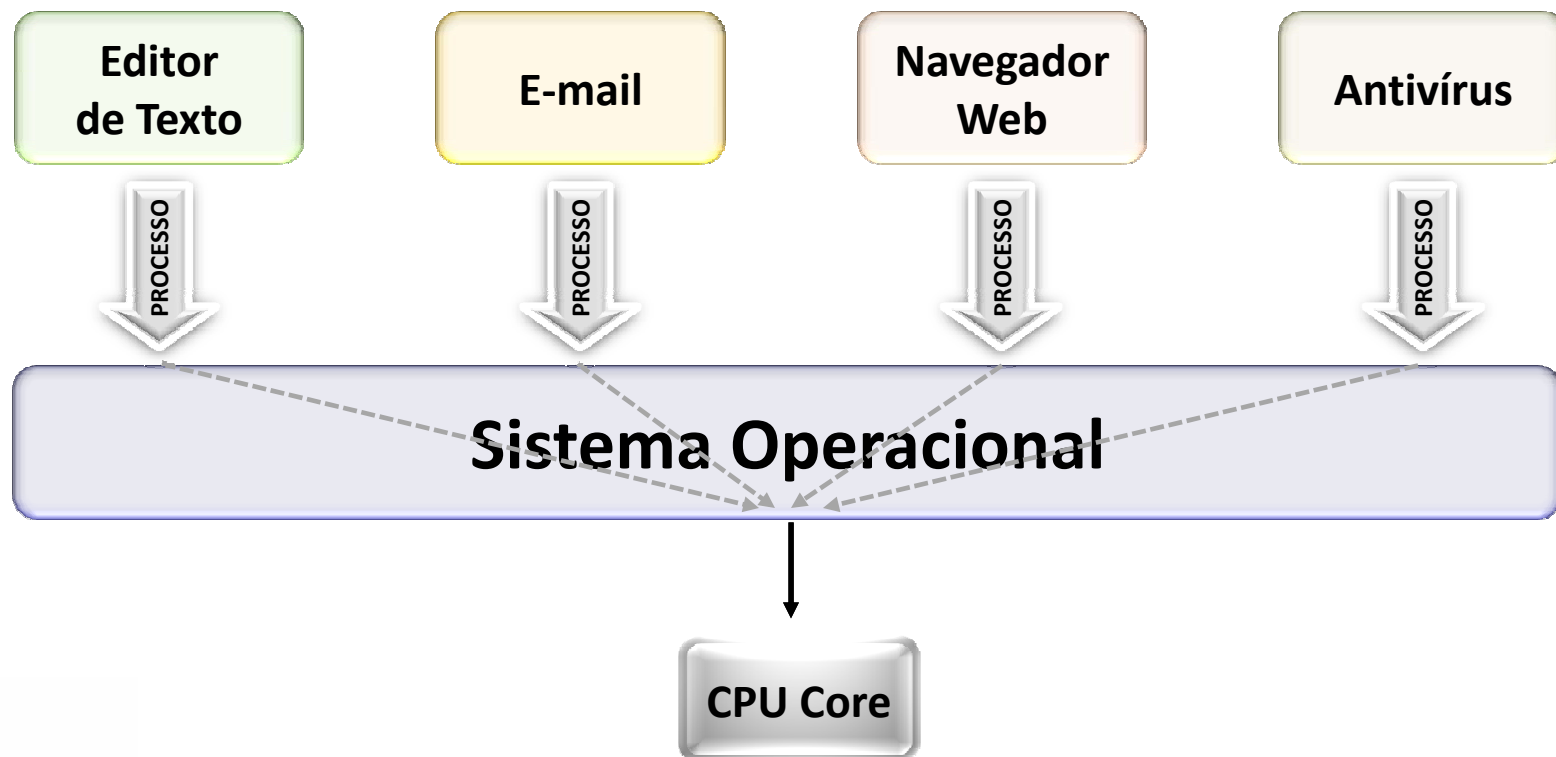 Editor
de Texto
E-mail
Navegador
Web
Antivírus
PROCESSO
PROCESSO
PROCESSO
PROCESSO
Sistema Operacional
CPU Core